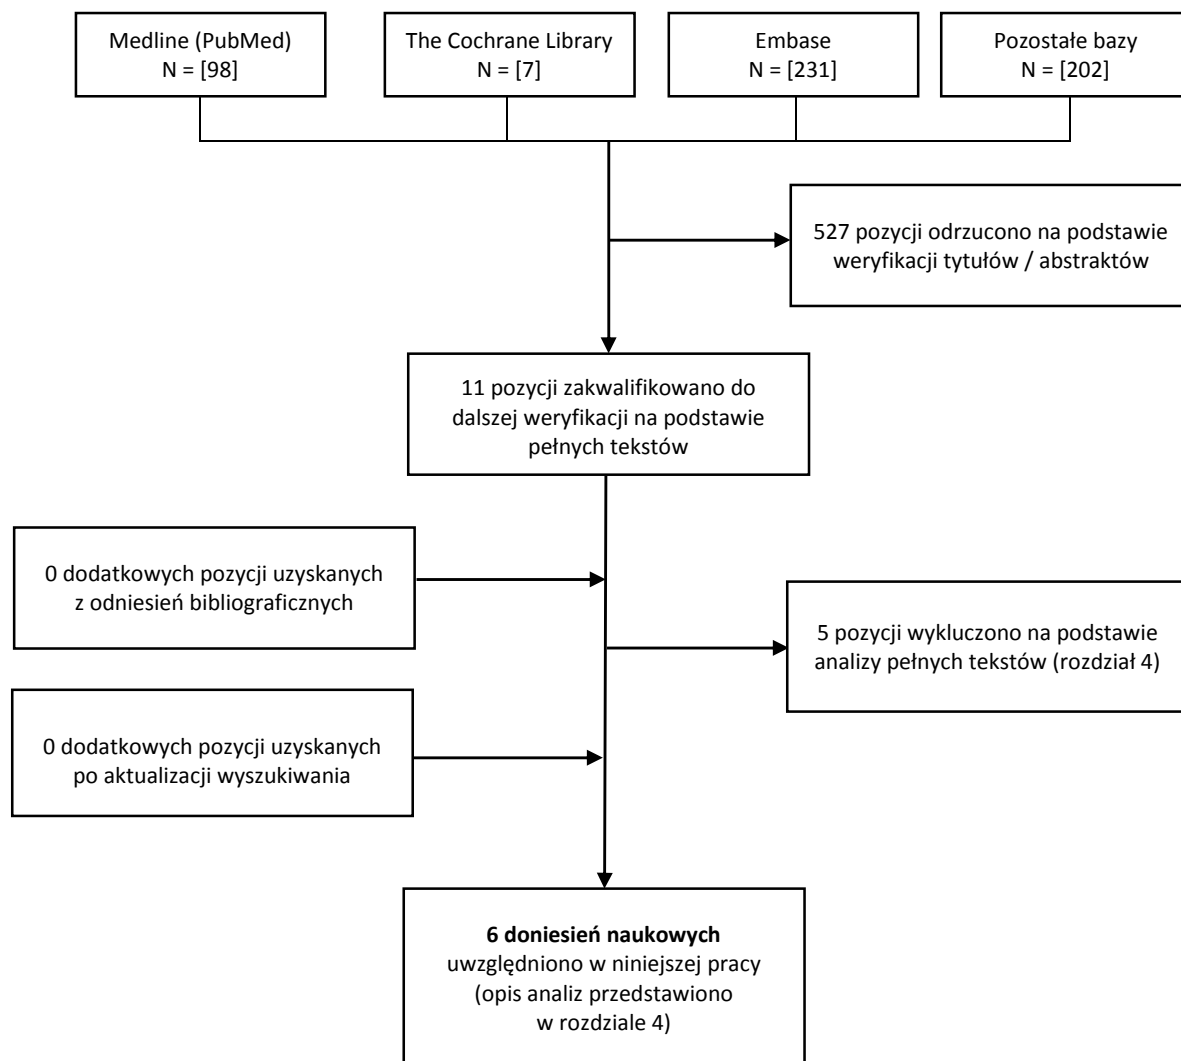 Medline (PubMed)
N = [98]
The Cochrane Library
N = [7]
Embase
N = [231]
Pozostałe bazy
N = [202]
527 pozycji odrzucono na podstawie
weryfikacji tytułów / abstraktów
11 pozycji zakwalifikowano do
dalszej weryfikacji na podstawie
pełnych tekstów
0 dodatkowych pozycji uzyskanych
z odniesień bibliograficznych
5 pozycji wykluczono na podstawie
analizy pełnych tekstów (rozdział 4)
0 dodatkowych pozycji uzyskanych
po aktualizacji wyszukiwania
6 doniesień naukowych
uwzględniono w niniejszej pracy
(opis analiz przedstawiono
w rozdziale 4)